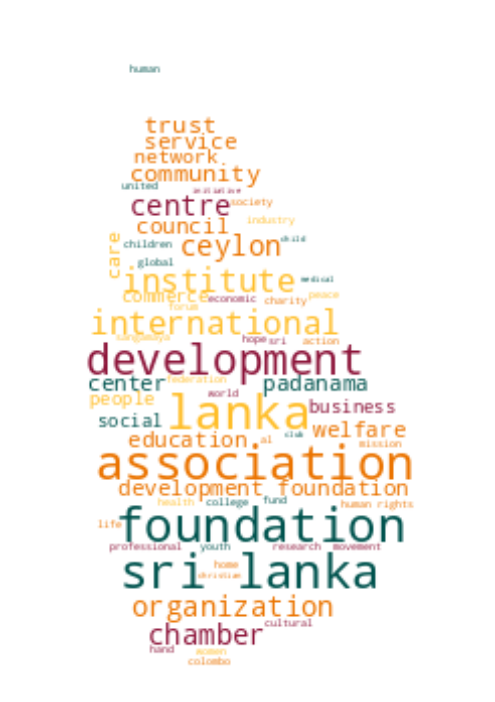 human
trust
service
network
community
united initiative
centre society
council industry
care children ceylon child
global
institute medical
commerce economic charity peace
forum
international
sangamaya hope sri action
development
center federation padanama
people world
lanka business
social club welfare
education al mission
association
development foundation
health college fund human rights
life foundation
professional youth research movement
sri lanka
home
christian
organization
cultural
chamber
hand women
colombo